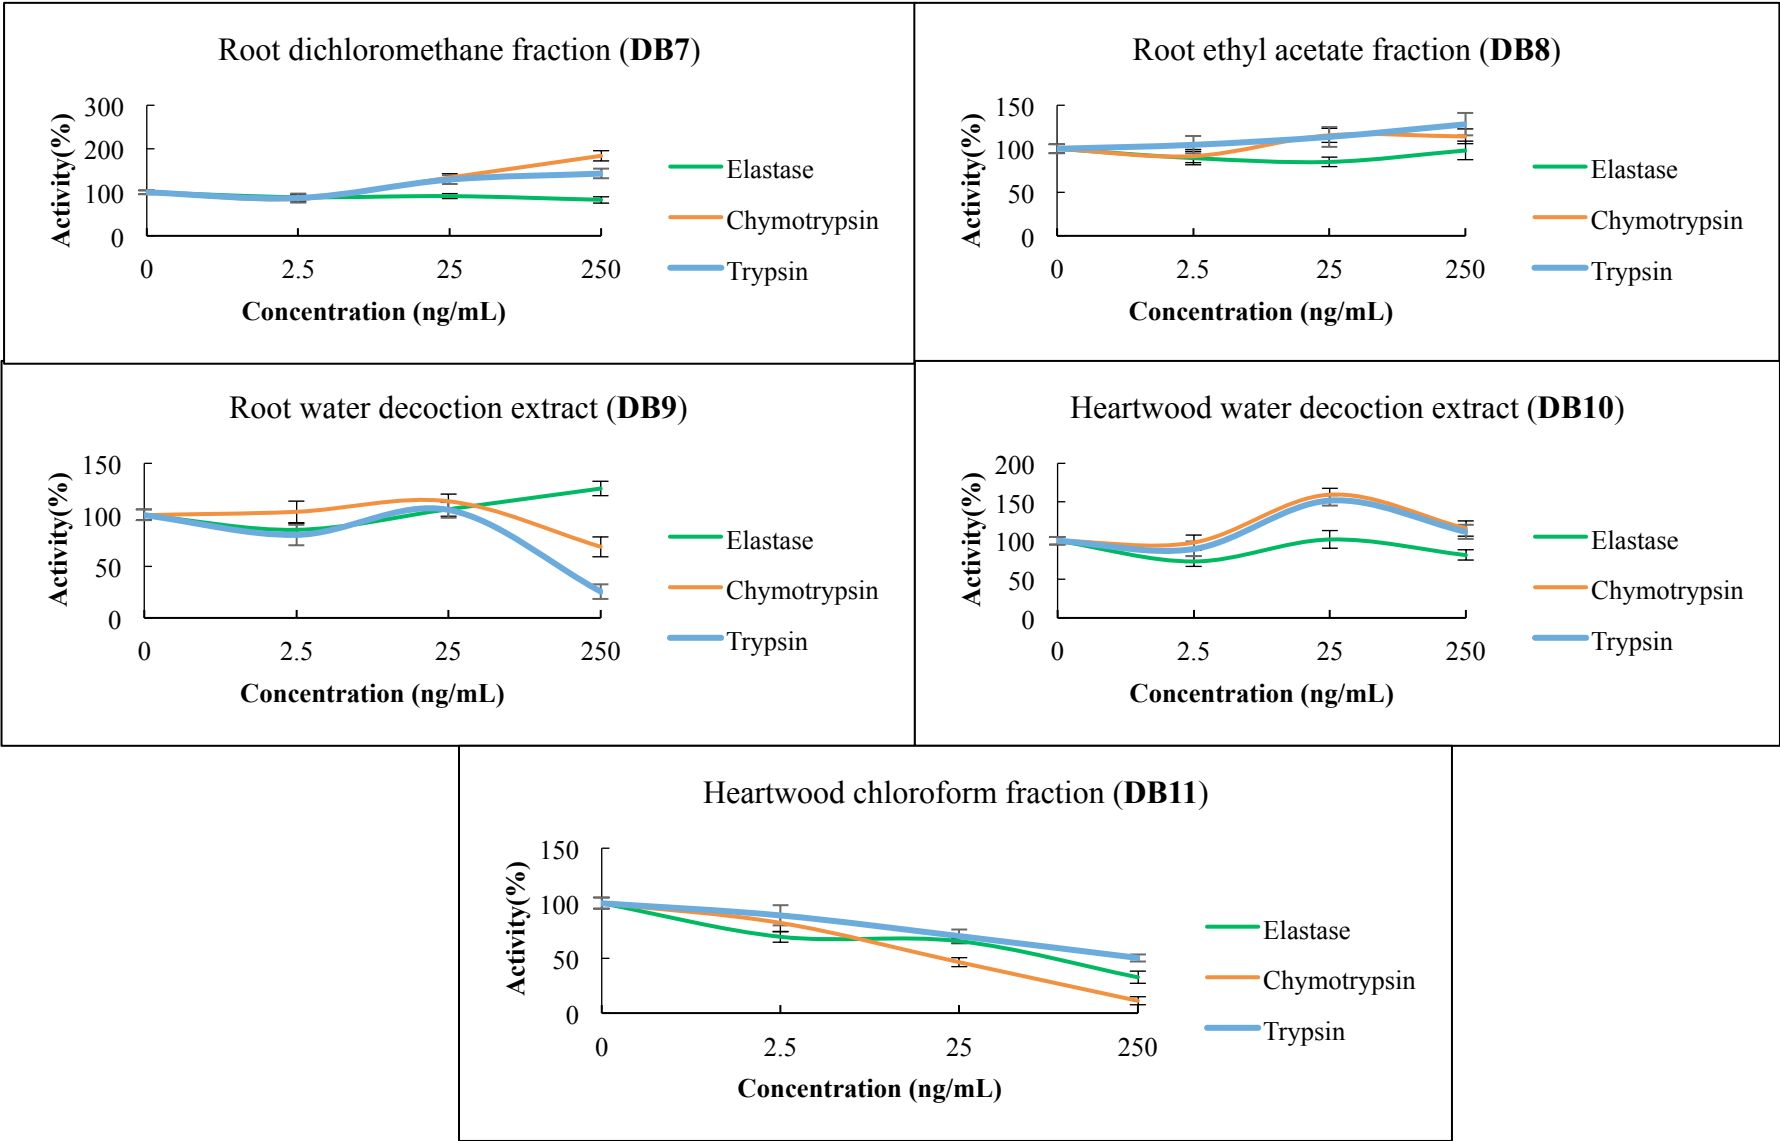 Root dichloromethane fraction (DB7)
Activity(%)
300
200
100
0
0 2.5 25 250
Concentration (ng/mL)
Elastase
Chymotrypsin
Trypsin
Root ethyl acetate fraction (DB8)
Activity(%)
150
100
50
0
0 2.5 25 250
Concentration (ng/mL)
Elastase
Chymotrypsin
Trypsin
Root water decoction extract (DB9)
Activity(%)
150
100
50
0
0 2.5 25 250
Concentration (ng/mL)
Elastase
Chymotrypsin
Trypsin
Heartwood water decoction extract (DB10)
Activity(%)
200
150
100
50
0
0 2.5 25 250
Concentration (ng/mL)
Elastase
Chymotrypsin
Trypsin
Heartwood chloroform fraction (DB11)
Activity(%)
150
100
50
0
0 2.5 25 250
Concentration (ng/mL)
Elastase
Chymotrypsin
Trypsin